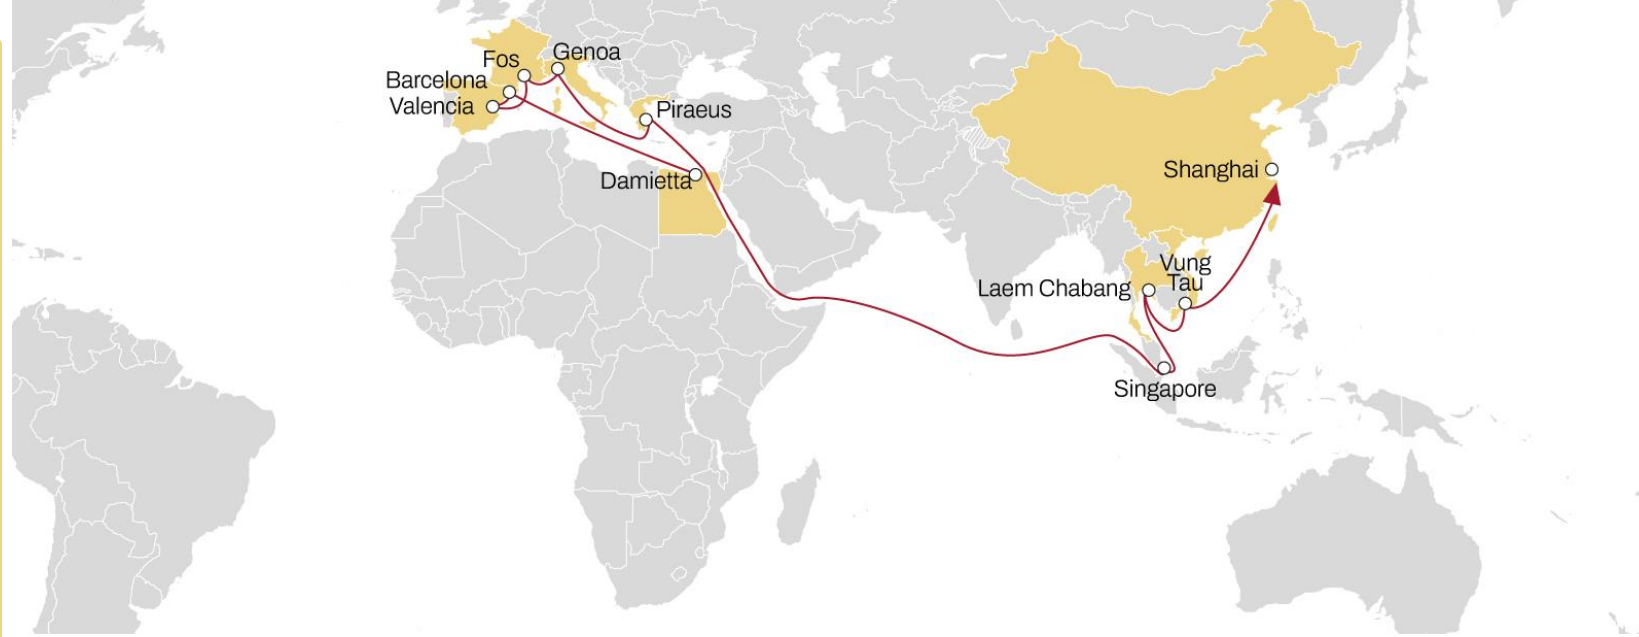 Genoa
Fos
Barcelona
Valencia
Piraeus
Damietta
Shanghai
Vung
Tau
Laem Chabang
Singapore